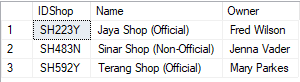 IDShop Name Owner
1 SH223Y Jaya Shop (Official) Fred Wilson
2 SH483N Sinar Shop (Non-Official) Jenna Vader
3 SH592Y Terang Shop (Official) Mary Parkes